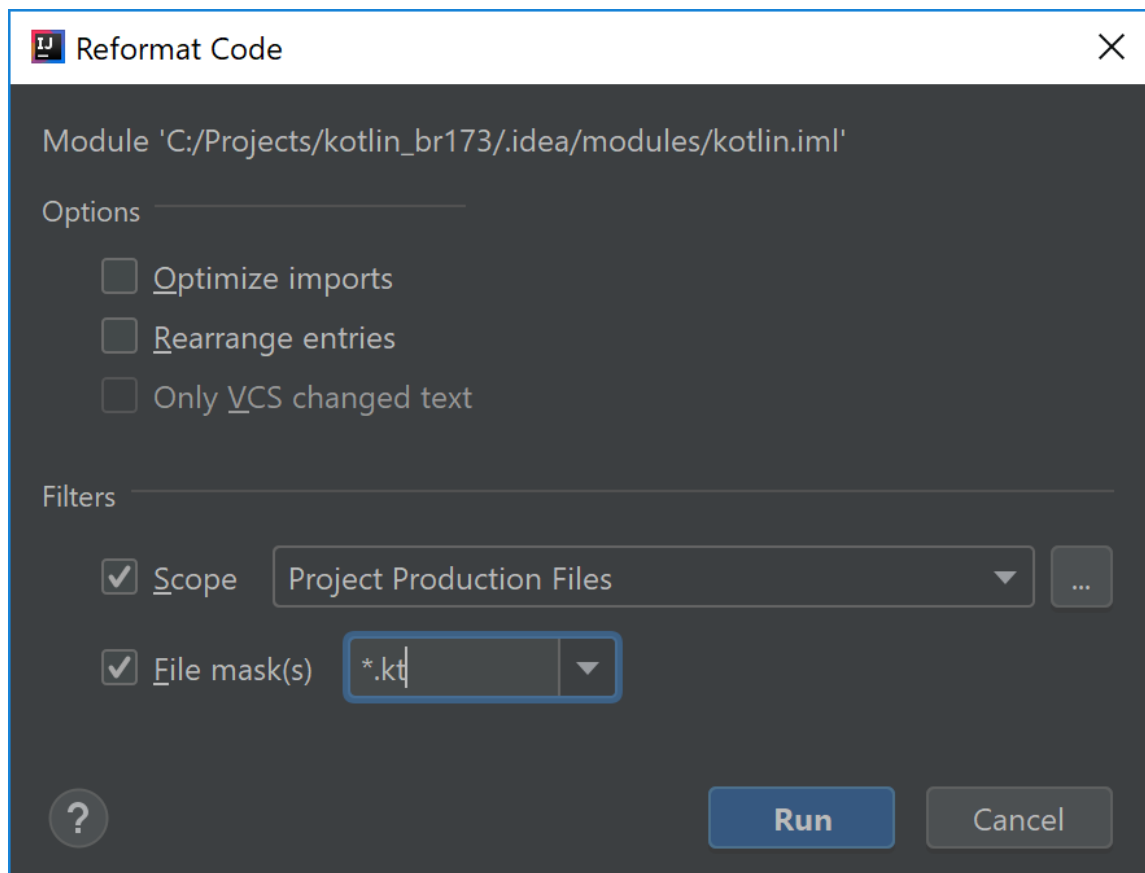 IJ
Reformat Code
Module 'C:/Projects/kotlin_br173/.idea/modules/kotlin.iml'
Options
Optimize imports
Rearrange entries
Only VCS changed text
Filters
Scope Project Production Files ...
File mask(s) *.kt
? Run Cancel